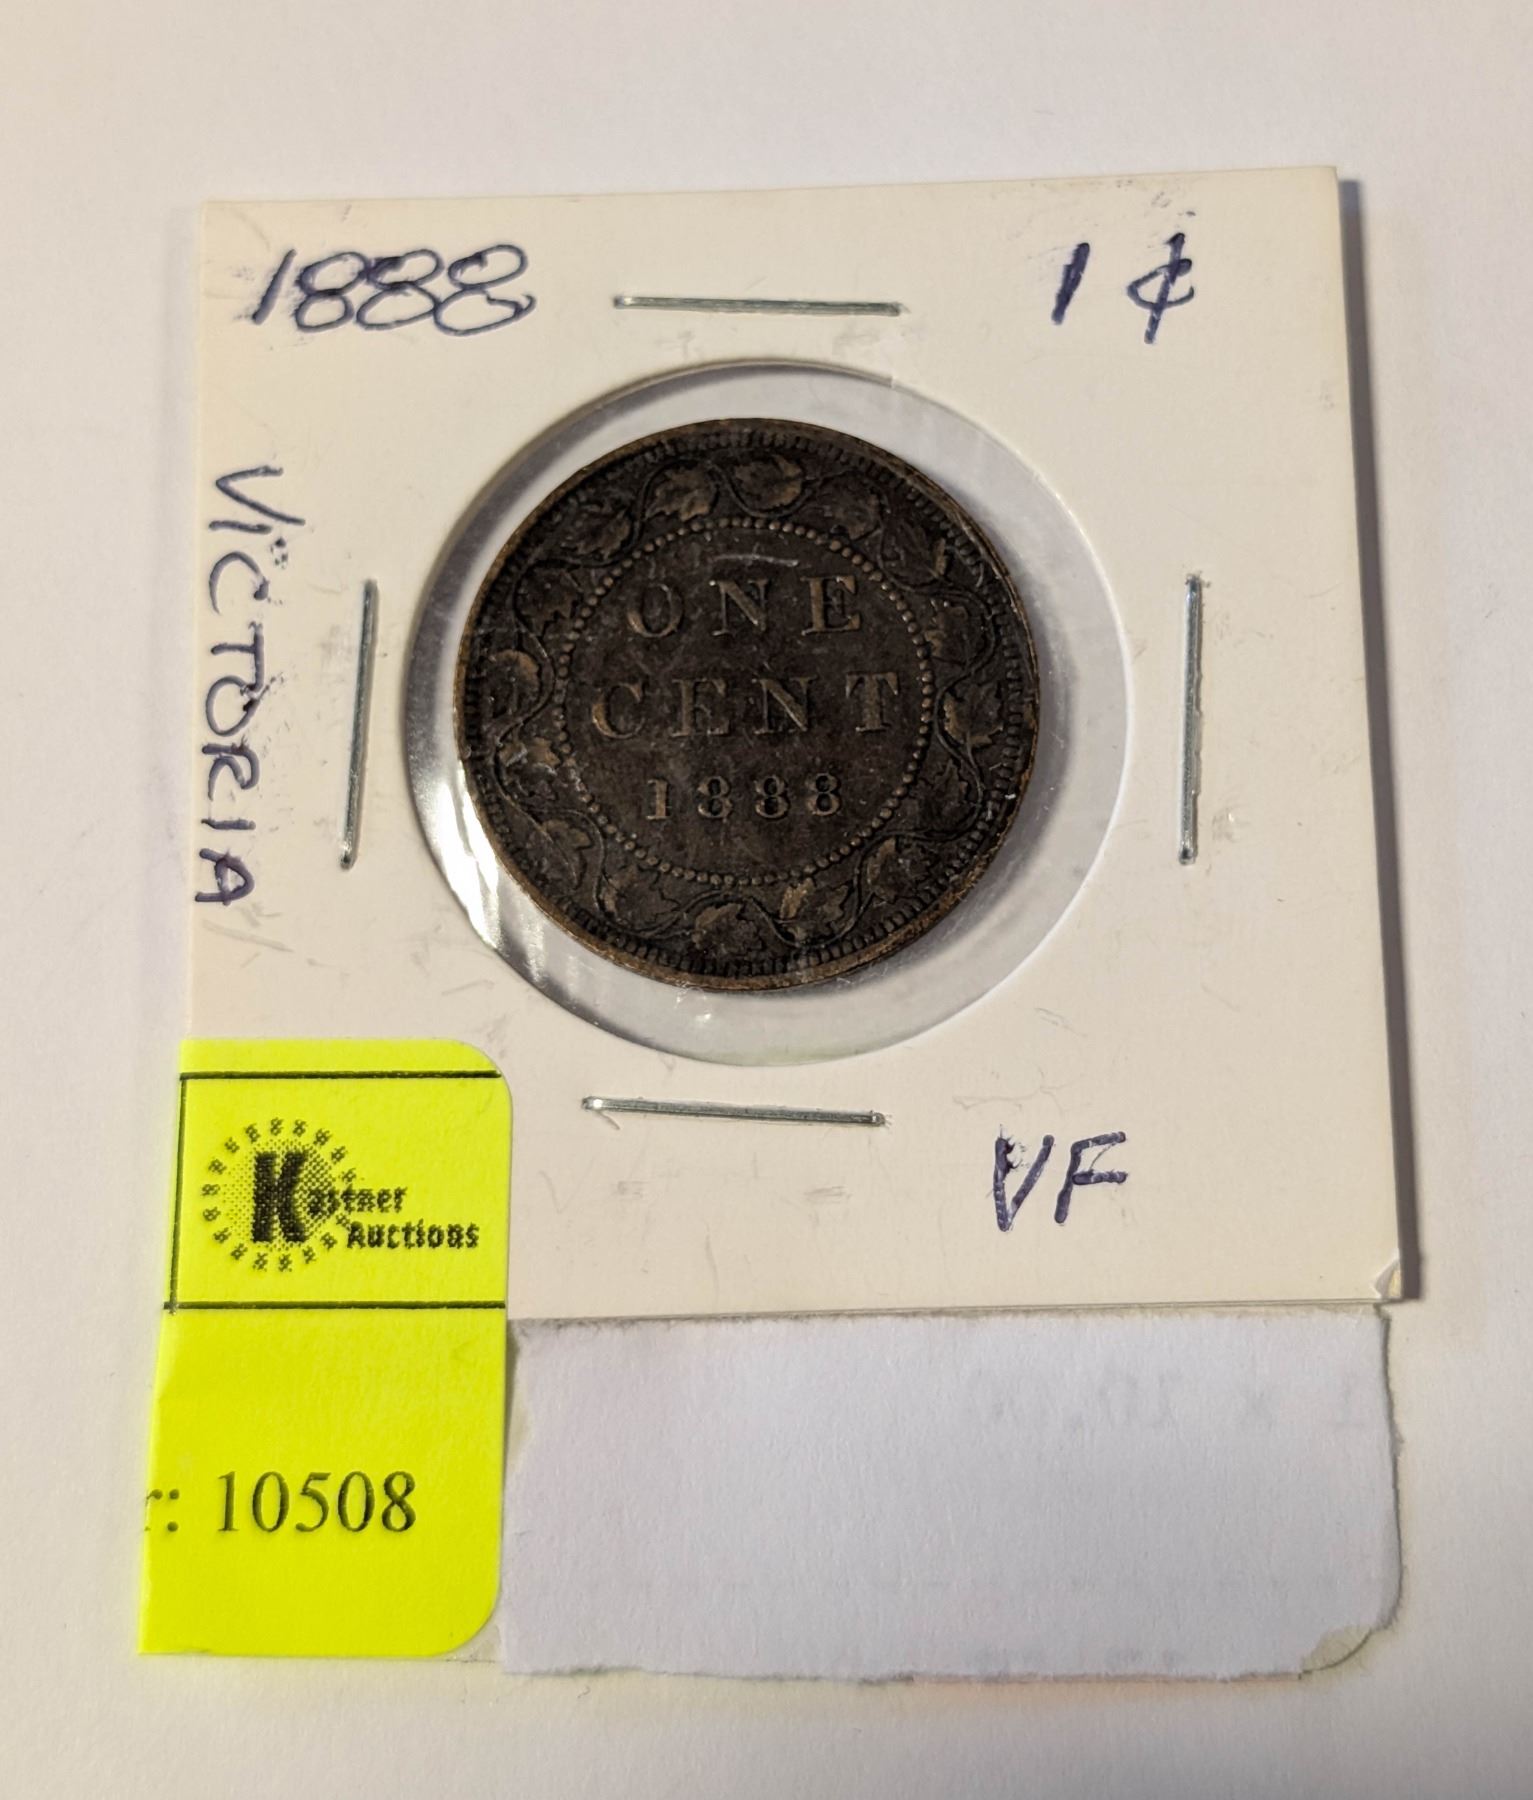 1888 1¢
VICTORIA
ONE
CENT
1888
VF
Kastner
Auctions
r: 10508